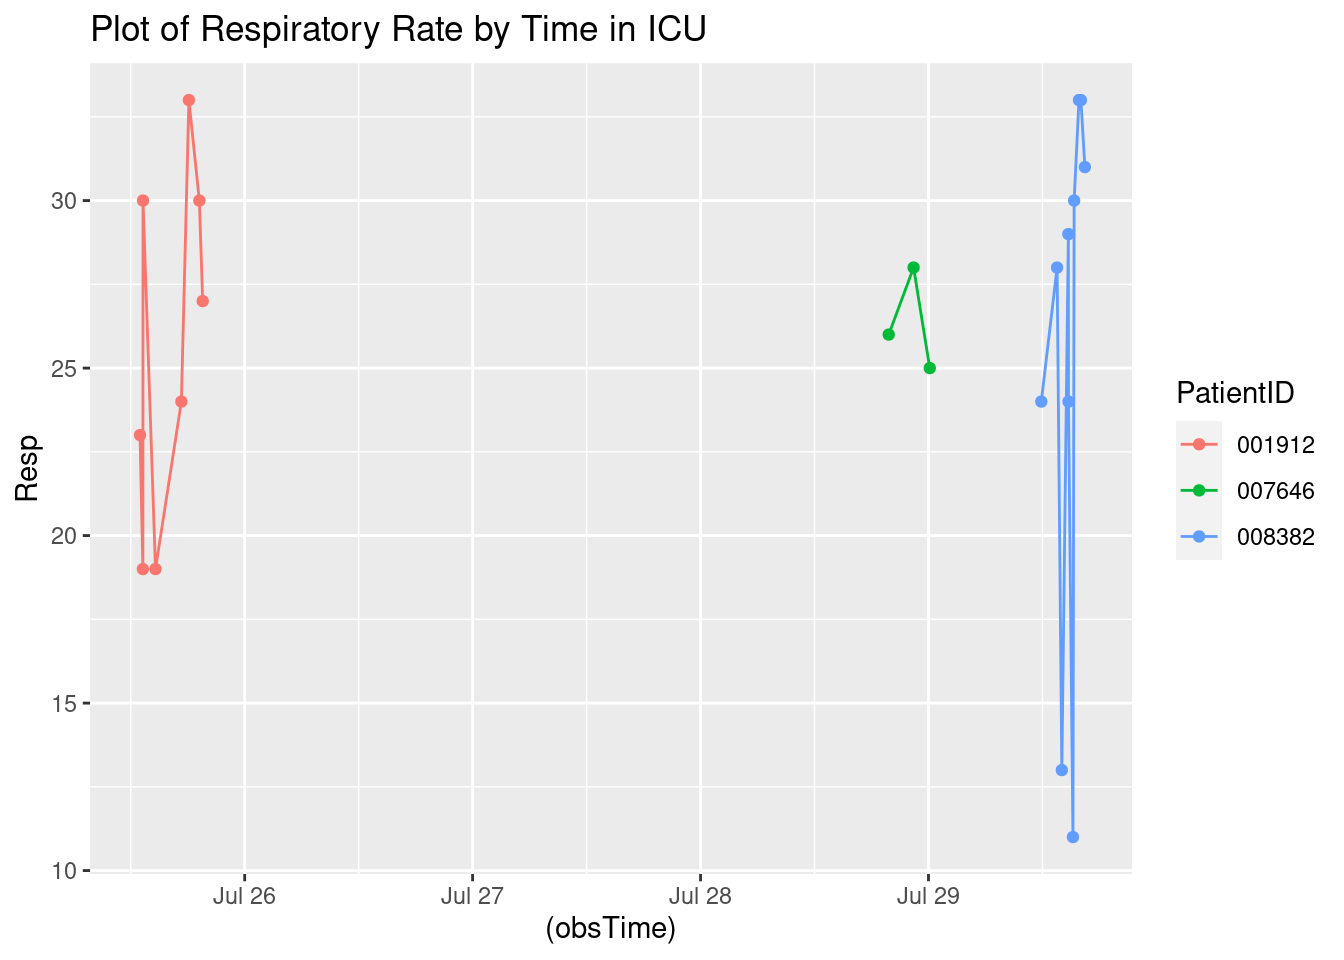 Plot of Respiratory Rate by Time in ICU
30
25
20
15
10
Resp
Jul 26
Jul 27
Jul 28
Jul 29
(obsTime)
PatientID
001912
007646
008382